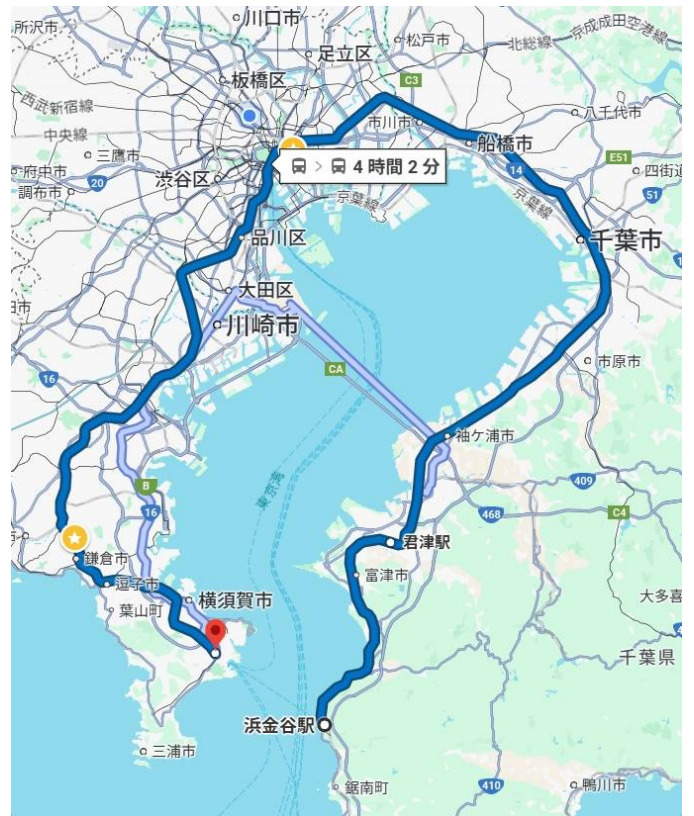 所沢市
川口市
足立区
松戸市
北総線
京成成田空港線
板橋区
C3
西武新宿線
市川市
八千代市
中央線
三鷹市
船橋市
E51
府中市
渋谷区
4 時間 2 分
14
四街道
20
調布市
京葉線
京葉線
51
千葉市
品川区
大田区
川崎市
市原市
16
CA
袖ケ浦市
409
B
16
東京湾
468
C4
君津駅
鎌倉市
富津市
逗子市
横須賀市
大多喜
葉山町
千葉県
浜金谷駅
三浦市
鋸南町
410
鴨川市